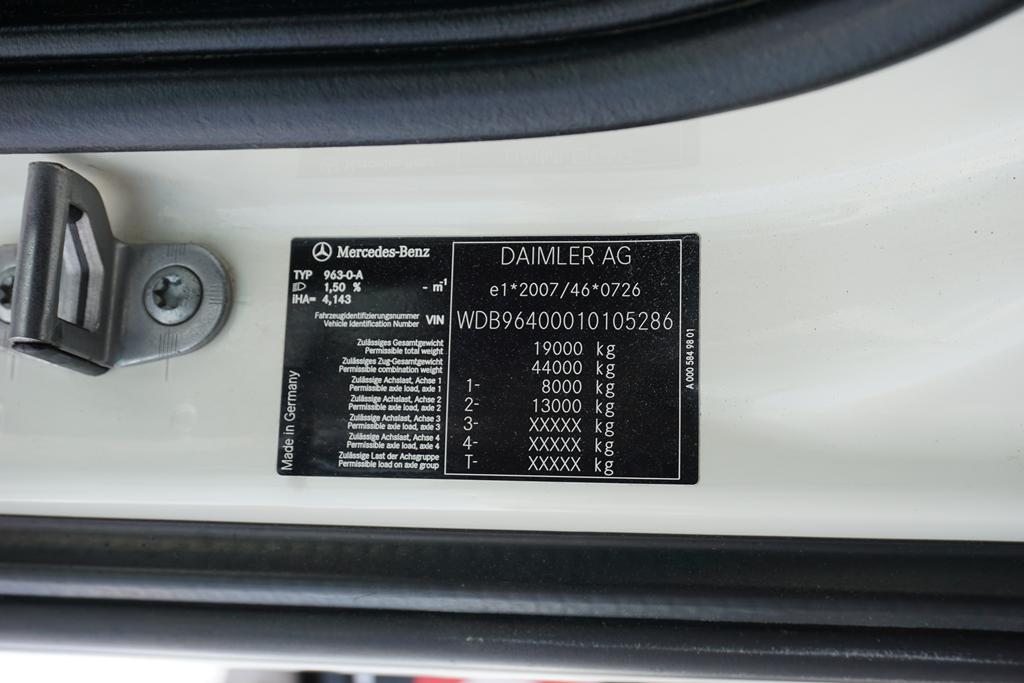 Mercedes-Benz
TYP 963-0-A
1,50 % - m⁻¹
iHA= 4,143
Fahrzeugidentifizierungsnummer
Vehicle Identification Number VIN
Zulässiges Gesamtgewicht
Permissible total weight
Zulässiges Zug-Gesamtgewicht
Permissible combination weight
Zulässige Achslast, Achse 1
Permissible axle load, axle 1
Zulässige Achslast, Achse 2
Permissible axle load, axle 2
Zulässige Achslast, Achse 3
Permissible axle load, axle 3
Zulässige Achslast, Achse 4
Permissible axle load, axle 4
Zulässige Last der Achsgruppe
Permissible load on axle group
Made in Germany
DAIMLER AG
e1*2007/46*0726
WDB96400010105286
19000 kg
44000 kg
1- 8000 kg
2- 13000 kg
3- XXXXX kg
4- XXXXX kg
T- XXXXX kg
A 000 584 98 01